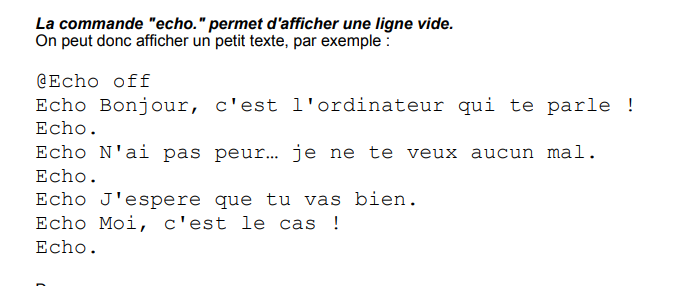 La commande "echo." permet d'afficher une ligne vide.
On peut donc afficher un petit texte, par exemple :
@Echo off
Echo Bonjour, c'est l'ordinateur qui te parle !
Echo.
Echo N'ai pas peur… je ne te veux aucun mal.
Echo.
Echo J'espere que tu vas bien.
Echo Moi, c'est le cas !
Echo.